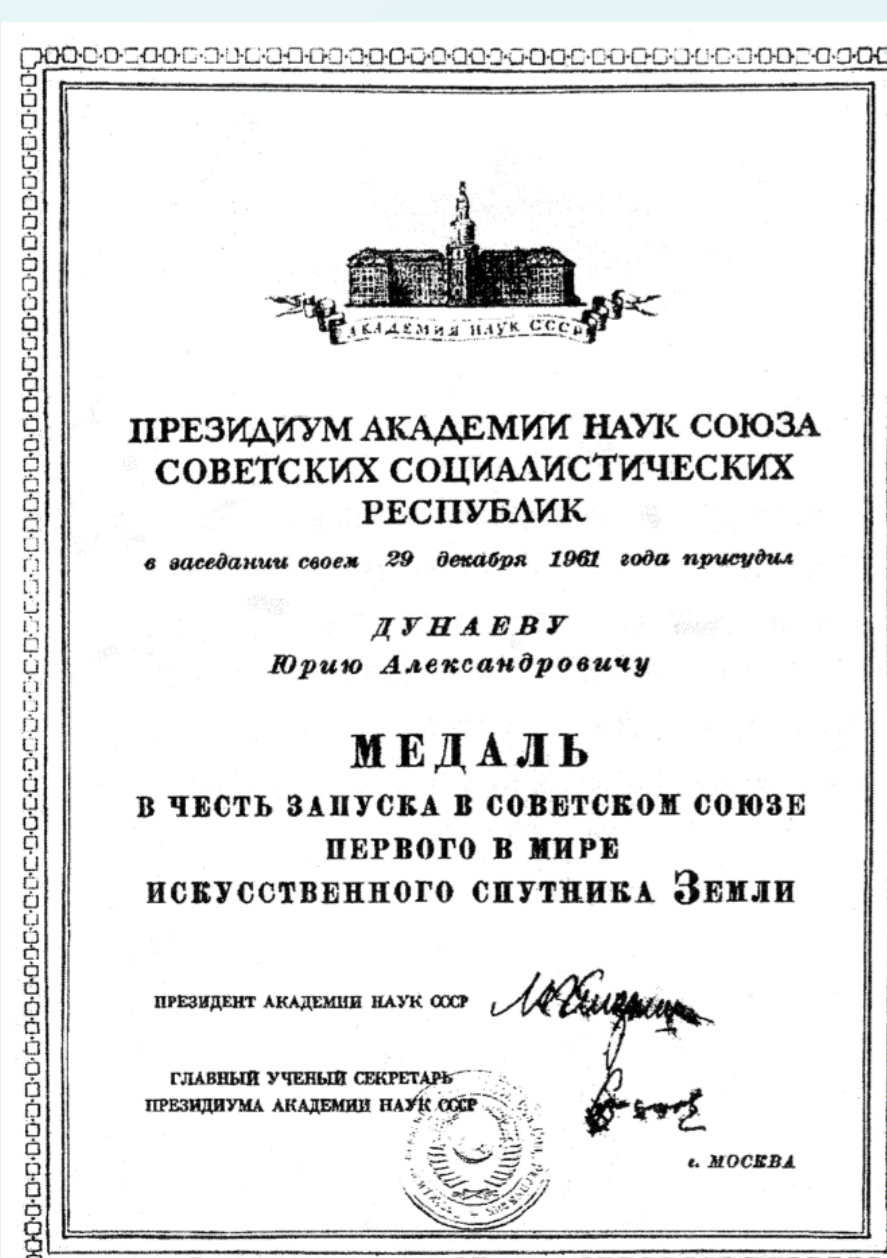 АКАДЕМИЯ НАУК СССР
ПРЕЗИДИУМ АКАДЕМИИ НАУК СОЮЗА
СОВЕТСКИХ СОЦИАЛИСТИЧЕСКИХ
РЕСПУБЛИК
в заседании своем 29 декабря 1961 года присудил
ДУНАЕВУ
Юрию Александровичу
МЕДАЛЬ
В ЧЕСТЬ ЗАПУСКА В СОВЕТСКОМ СОЮЗЕ
ПЕРВОГО В МИРЕ
ИСКУССТВЕННОГО СПУТНИКА ЗЕМЛИ
ПРЕЗИДЕНТ АКАДЕМИИ НАУК СССР
ГЛАВНЫЙ УЧЕНЫЙ СЕКРЕТАРЬ
ПРЕЗИДИУМА АКАДЕМИИ НАУК СССР
г. МОСКВА